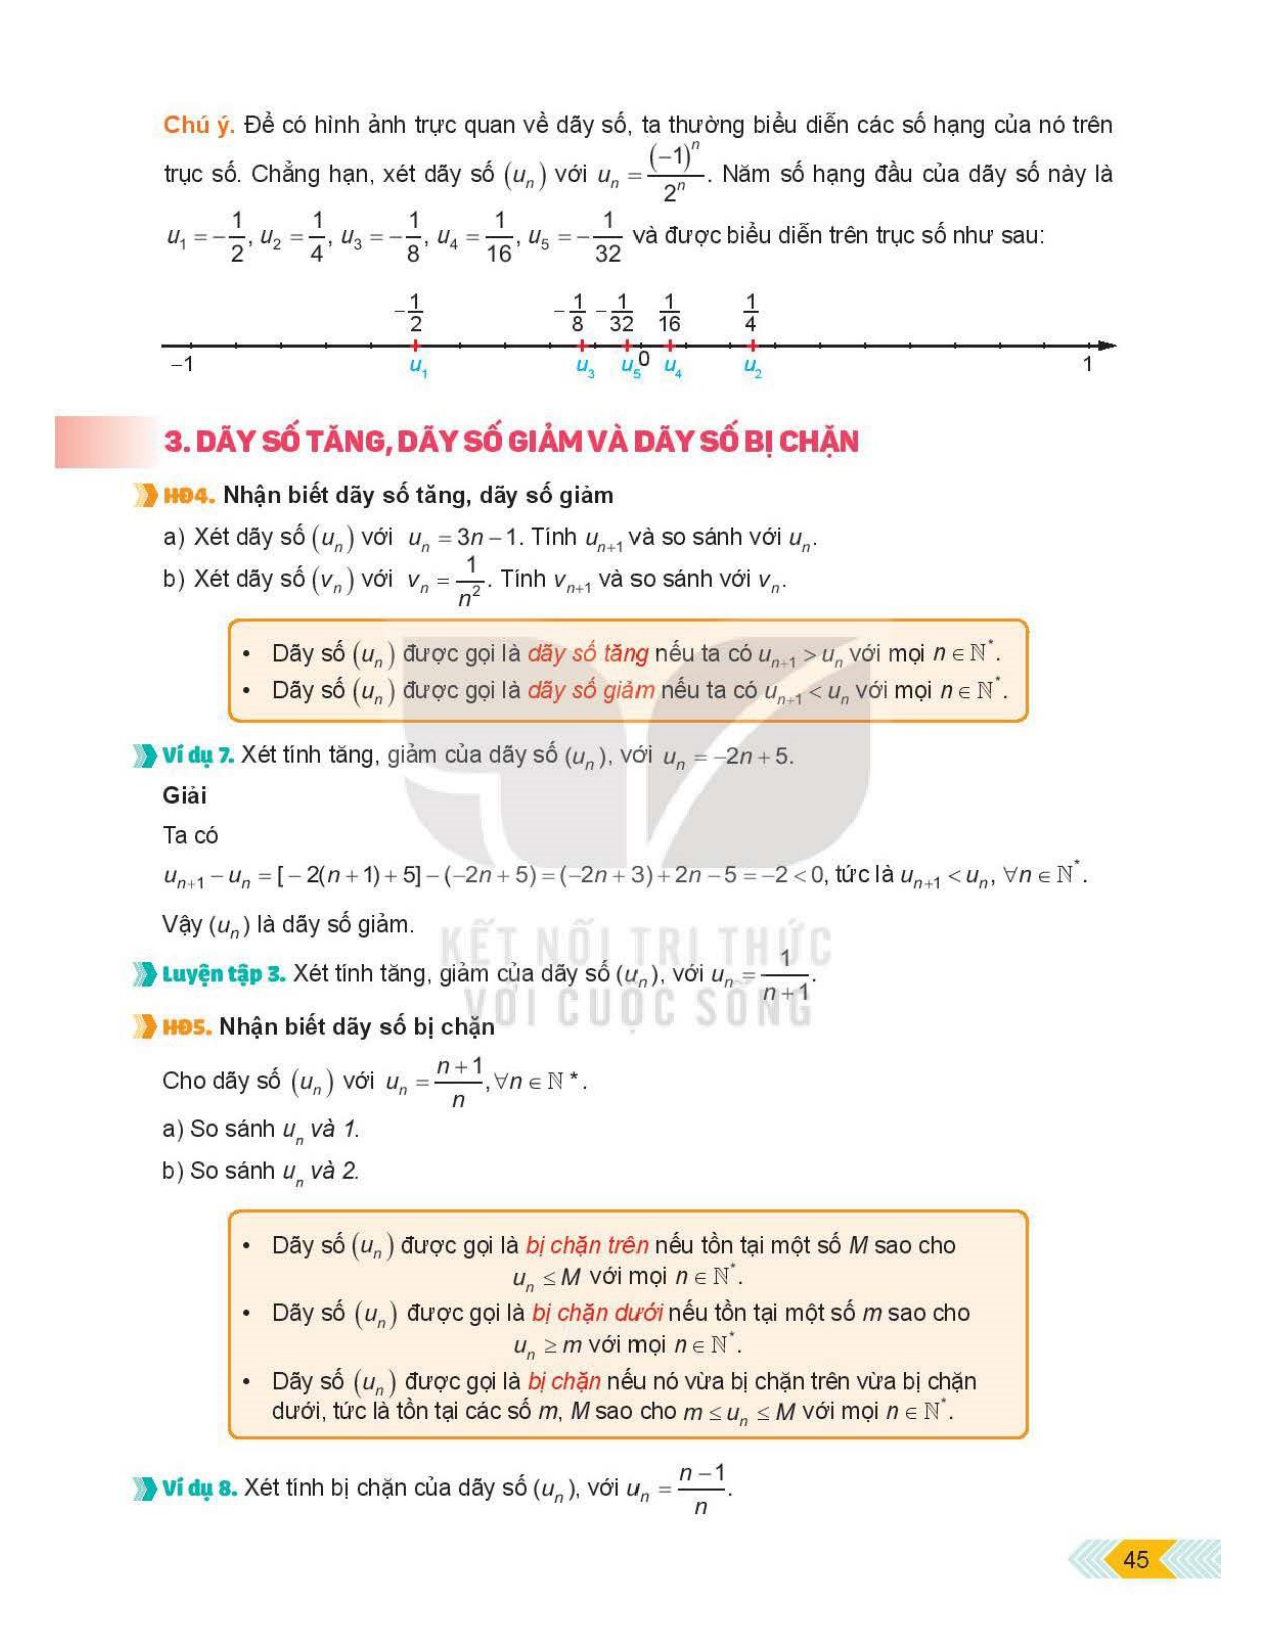 Chú ý. Để có hình ảnh trực quan về dãy số, ta thường biểu diễn các số hạng của nó trên
trục số. Chẳng hạn, xét dãy số (uₙ) với uₙ = (−1)ⁿ/2ⁿ. Năm số hạng đầu của dãy số này là
u₁ = −1/2, u₂ = 1/4, u₃ = −1/8, u₄ = 1/16, u₅ = −1/32 và được biểu diễn trên trục số như sau:
−1/2 −1/8 −1/32 1/16 1/4
−1 u₁ u₃ u₅ 0 u₄ u₂ 1
3. DÃY SỐ TĂNG, DÃY SỐ GIẢM VÀ DÃY SỐ BỊ CHẶN
HĐ4. Nhận biết dãy số tăng, dãy số giảm
a) Xét dãy số (uₙ) với uₙ = 3n − 1. Tính uₙ₊₁ và so sánh với uₙ.
b) Xét dãy số (vₙ) với vₙ = 1/n². Tính vₙ₊₁ và so sánh với vₙ.
• Dãy số (uₙ) được gọi là dãy số tăng nếu ta có uₙ₊₁ > uₙ với mọi n ∈ ℕ*.
• Dãy số (uₙ) được gọi là dãy số giảm nếu ta có uₙ₊₁ < uₙ với mọi n ∈ ℕ*.
Ví dụ 7. Xét tính tăng, giảm của dãy số (uₙ), với uₙ = −2n + 5.
Giải
Ta có
uₙ₊₁ − uₙ = [− 2(n + 1) + 5] − (−2n + 5) = (−2n + 3) + 2n − 5 = −2 < 0, tức là uₙ₊₁ < uₙ, ∀n ∈ ℕ*.
Vậy (uₙ) là dãy số giảm.
KẾT NỐI TRI THỨC
Luyện tập 3. Xét tính tăng, giảm của dãy số (uₙ), với uₙ = 1/(n + 1).
VỚI CUỘC SỐNG
HĐ5. Nhận biết dãy số bị chặn
Cho dãy số (uₙ) với uₙ = (n + 1)/n, ∀n ∈ ℕ*.
a) So sánh uₙ và 1.
b) So sánh uₙ và 2.
• Dãy số (uₙ) được gọi là bị chặn trên nếu tồn tại một số M sao cho
uₙ ≤ M với mọi n ∈ ℕ*.
• Dãy số (uₙ) được gọi là bị chặn dưới nếu tồn tại một số m sao cho
uₙ ≥ m với mọi n ∈ ℕ*.
• Dãy số (uₙ) được gọi là bị chặn nếu nó vừa bị chặn trên vừa bị chặn
dưới, tức là tồn tại các số m, M sao cho m ≤ uₙ ≤ M với mọi n ∈ ℕ*.
Ví dụ 8. Xét tính bị chặn của dãy số (uₙ), với uₙ = (n − 1)/n.
45